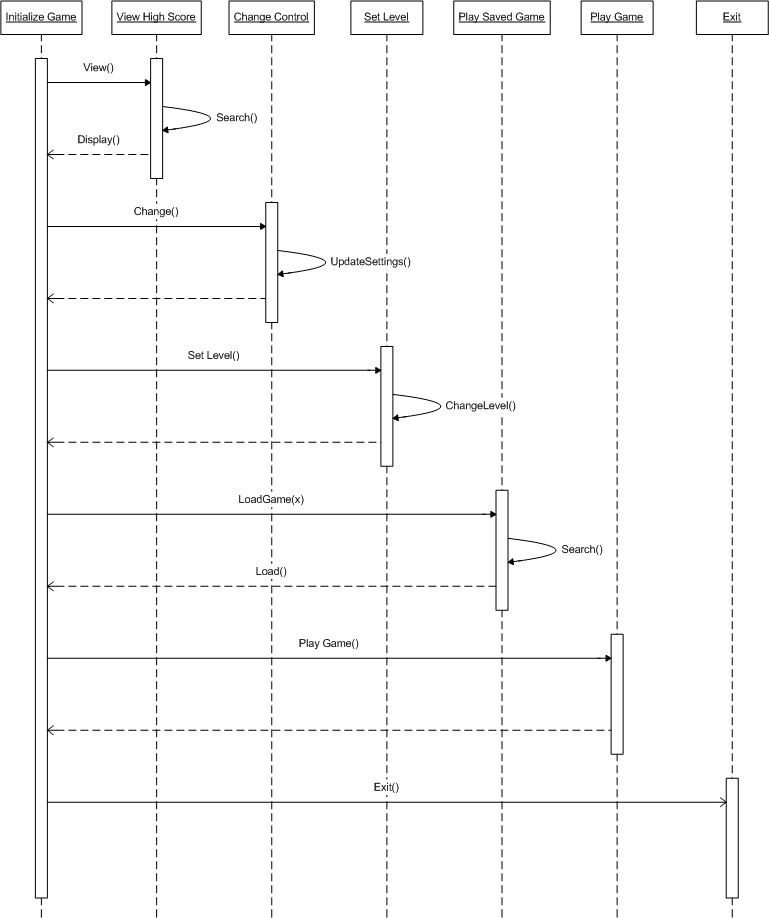 Initialize Game
View High Score
Change Control
Set Level
Play Saved Game
Play Game
Exit
View()
Search()
Display()
Change()
UpdateSettings()
Set Level()
ChangeLevel()
LoadGame(x)
Search()
Load()
Play Game()
Exit()